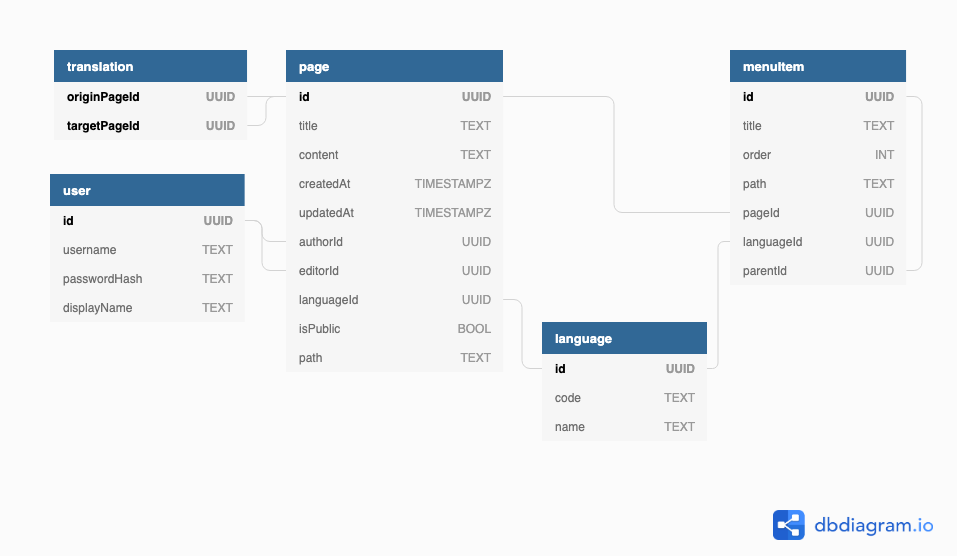 translation
originPageId UUID
targetPageId UUID
user
id UUID
username TEXT
passwordHash TEXT
displayName TEXT
page
id UUID
title TEXT
content TEXT
createdAt TIMESTAMPZ
updatedAt TIMESTAMPZ
authorId UUID
editorId UUID
languageId UUID
isPublic BOOL
path TEXT
language
id UUID
code TEXT
name TEXT
menuItem
id UUID
title TEXT
order INT
path TEXT
pageId UUID
languageId UUID
parentId UUID
dbdiagram.io